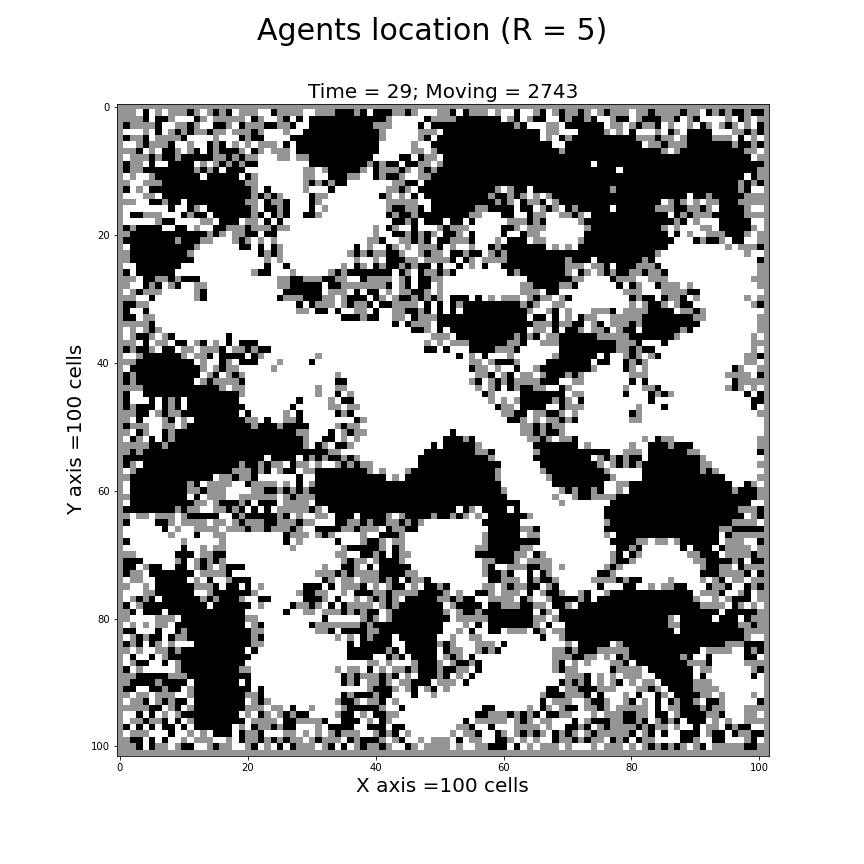 Agents location (R = 5)
Time = 29; Moving = 2743
0
20
40
60
80
100
Y axis =100 cells
0 20 40 60 80 100
X axis =100 cells